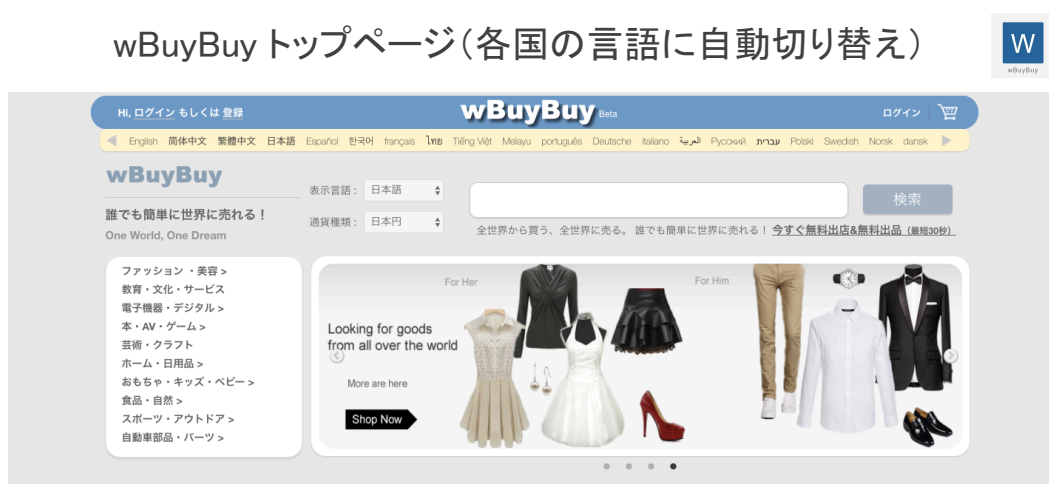 wBuyBuy トップページ（各国の言語に自動切り替え）
W
wBuyBuy
Hi, ログイン もしくは 登録
wBuyBuy Beta
ログイン
English 简体中文 繁體中文 日本語 Español 한국어 français ไทย Tiếng Việt Melayu português Deutsche italiano العربية Русский עברית Polski Swedish Norsk dansk
wBuyBuy
誰でも簡単に世界に売れる！
One World, One Dream
表示言語： 日本語
通貨種類： 日本円
検索
全世界から買う、全世界に売る。 誰でも簡単に世界に売れる！ 今すぐ無料出店&無料出品（最短30秒）
ファッション ・美容 >
教育・文化・サービス
電子機器・デジタル >
本・AV・ゲーム >
芸術・クラフト
ホーム・日用品 >
おもちゃ・キッズ・ベビー >
食品・自然 >
スポーツ・アウトドア >
自動車部品・パーツ >
For Her
For Him
Looking for goods
from all over the world
More are here
Shop Now